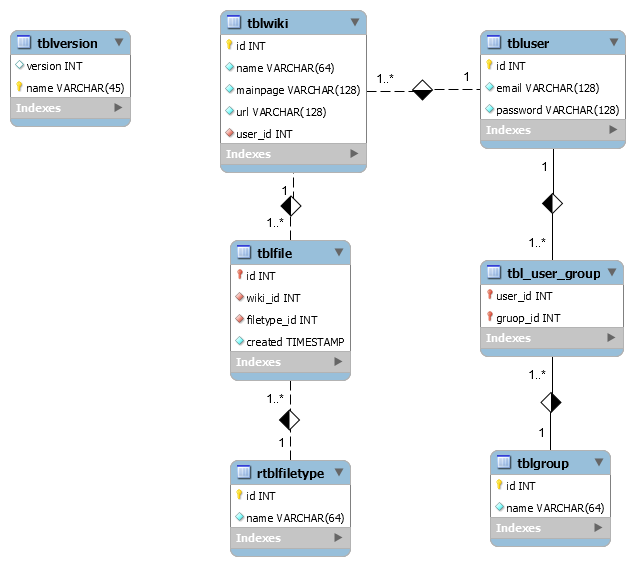 tblversion
version INT
name VARCHAR(45)
Indexes
tblwiki
id INT
name VARCHAR(64)
mainpage VARCHAR(128)
url VARCHAR(128)
user_id INT
Indexes
1..*
1
tbluser
id INT
email VARCHAR(128)
password VARCHAR(128)
Indexes
1
1..*
tblfile
id INT
wiki_id INT
filetype_id INT
created TIMESTAMP
Indexes
1
1..*
tbl_user_group
user_id INT
gruop_id INT
Indexes
1..*
1
rtblfiletype
id INT
name VARCHAR(64)
Indexes
1..*
1
tblgroup
id INT
name VARCHAR(64)
Indexes